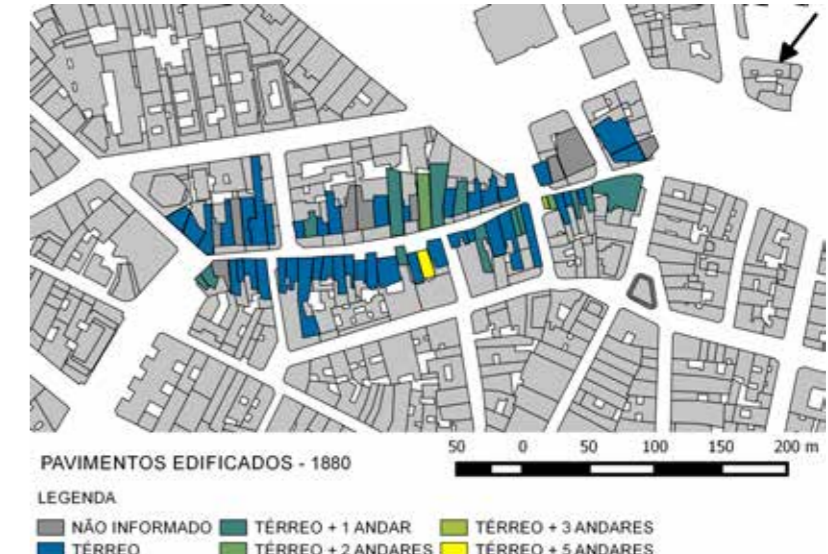 50 0 50 100 150 200 m
PAVIMENTOS EDIFICADOS - 1880
LEGENDA
NÃO INFORMADO TÉRREO + 1 ANDAR TÉRREO + 3 ANDARES
TÉRREO TÉRREO + 2 ANDARES TÉRREO + 5 ANDARES